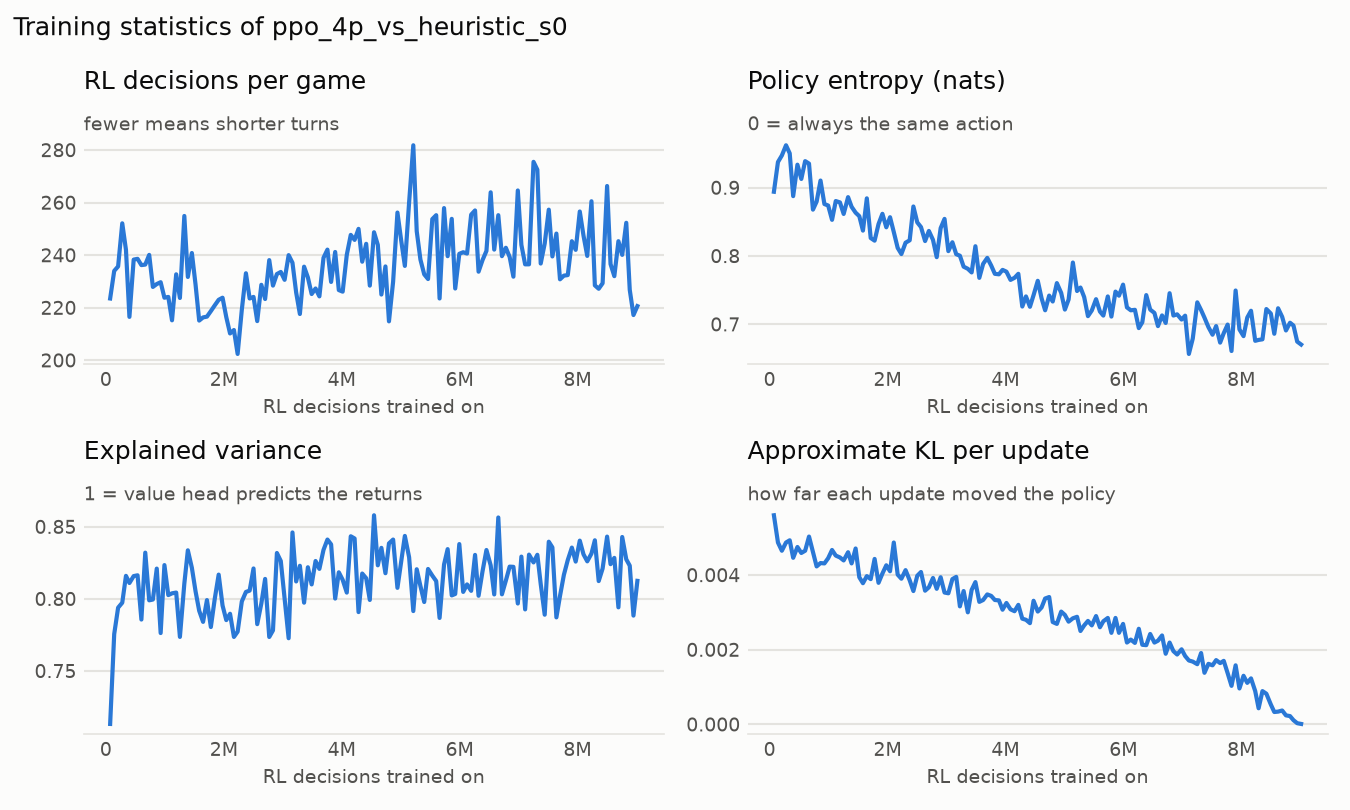 Training statistics of ppo_4p_vs_heuristic_s0
RL decisions per game
fewer means shorter turns
280
260
240
220
200
0 2M 4M 6M 8M
RL decisions trained on
Policy entropy (nats)
0 = always the same action
0.9
0.8
0.7
0 2M 4M 6M 8M
RL decisions trained on
Explained variance
1 = value head predicts the returns
0.85
0.80
0.75
0 2M 4M 6M 8M
RL decisions trained on
Approximate KL per update
how far each update moved the policy
0.004
0.002
0.000
0 2M 4M 6M 8M
RL decisions trained on